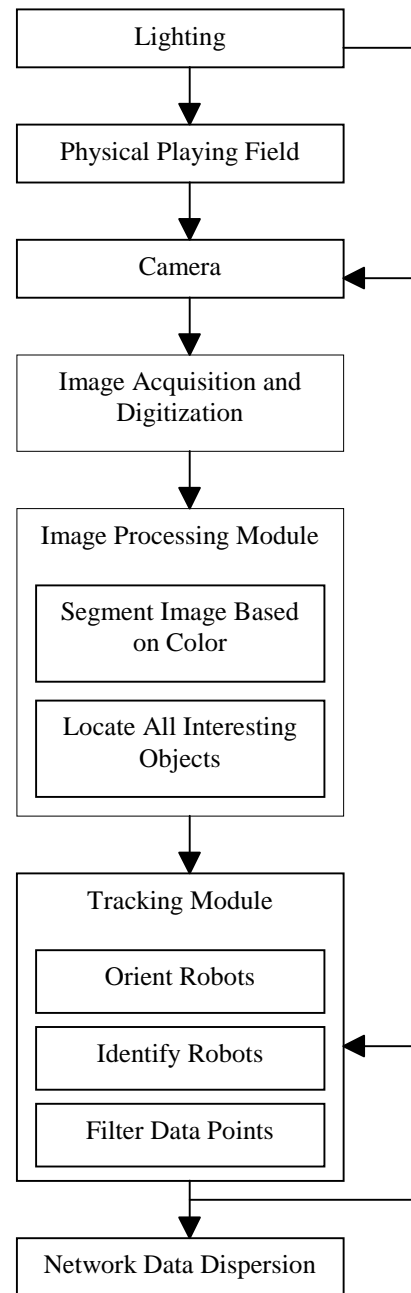 Lighting
Physical Playing Field
Camera
Image Acquisition and
Digitization
Image Processing Module
Segment Image Based
on Color
Locate All Interesting
Objects
Tracking Module
Orient Robots
Identify Robots
Filter Data Points
Network Data Dispersion